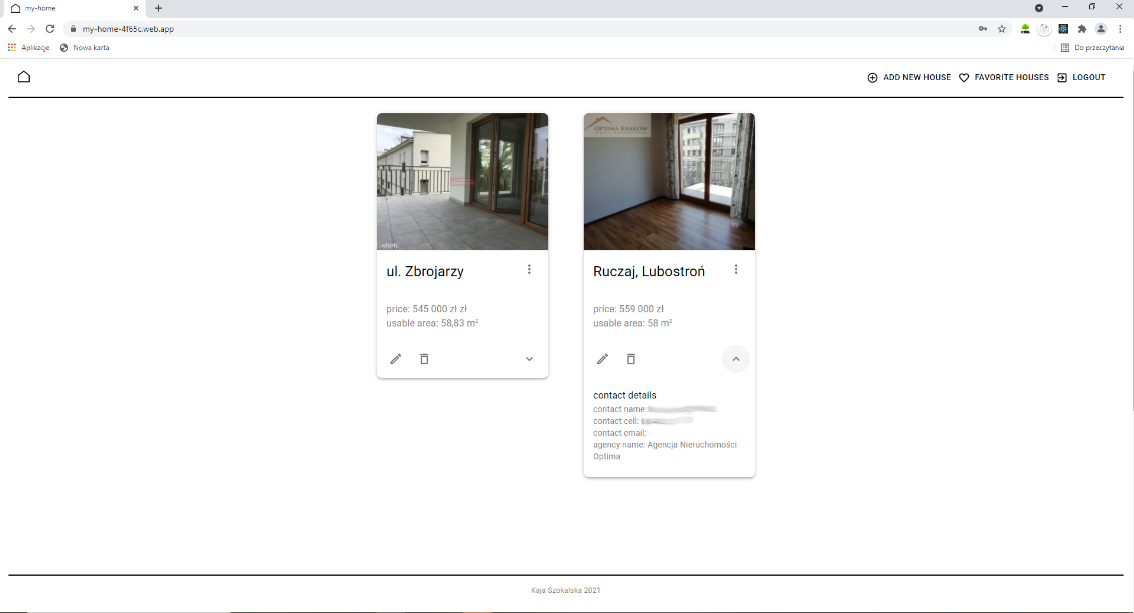 my-home
my-home-4f65c.web.app
Aplikacje
Nowa karta
Do przeczytania
ADD NEW HOUSE
FAVORITE HOUSES
LOGOUT
OPTIMA KRAKÓW
dom.
ul. Zbrojarzy
price: 545 000 zł zł
usable area: 58,83 m²
Ruczaj, Lubostroń
price: 559 000 zł
usable area: 58 m²
contact details
contact name:
contact cell:
contact email: -
agency name: Agencja Nieruchomości
Optima
Kaja Szokalska 2021